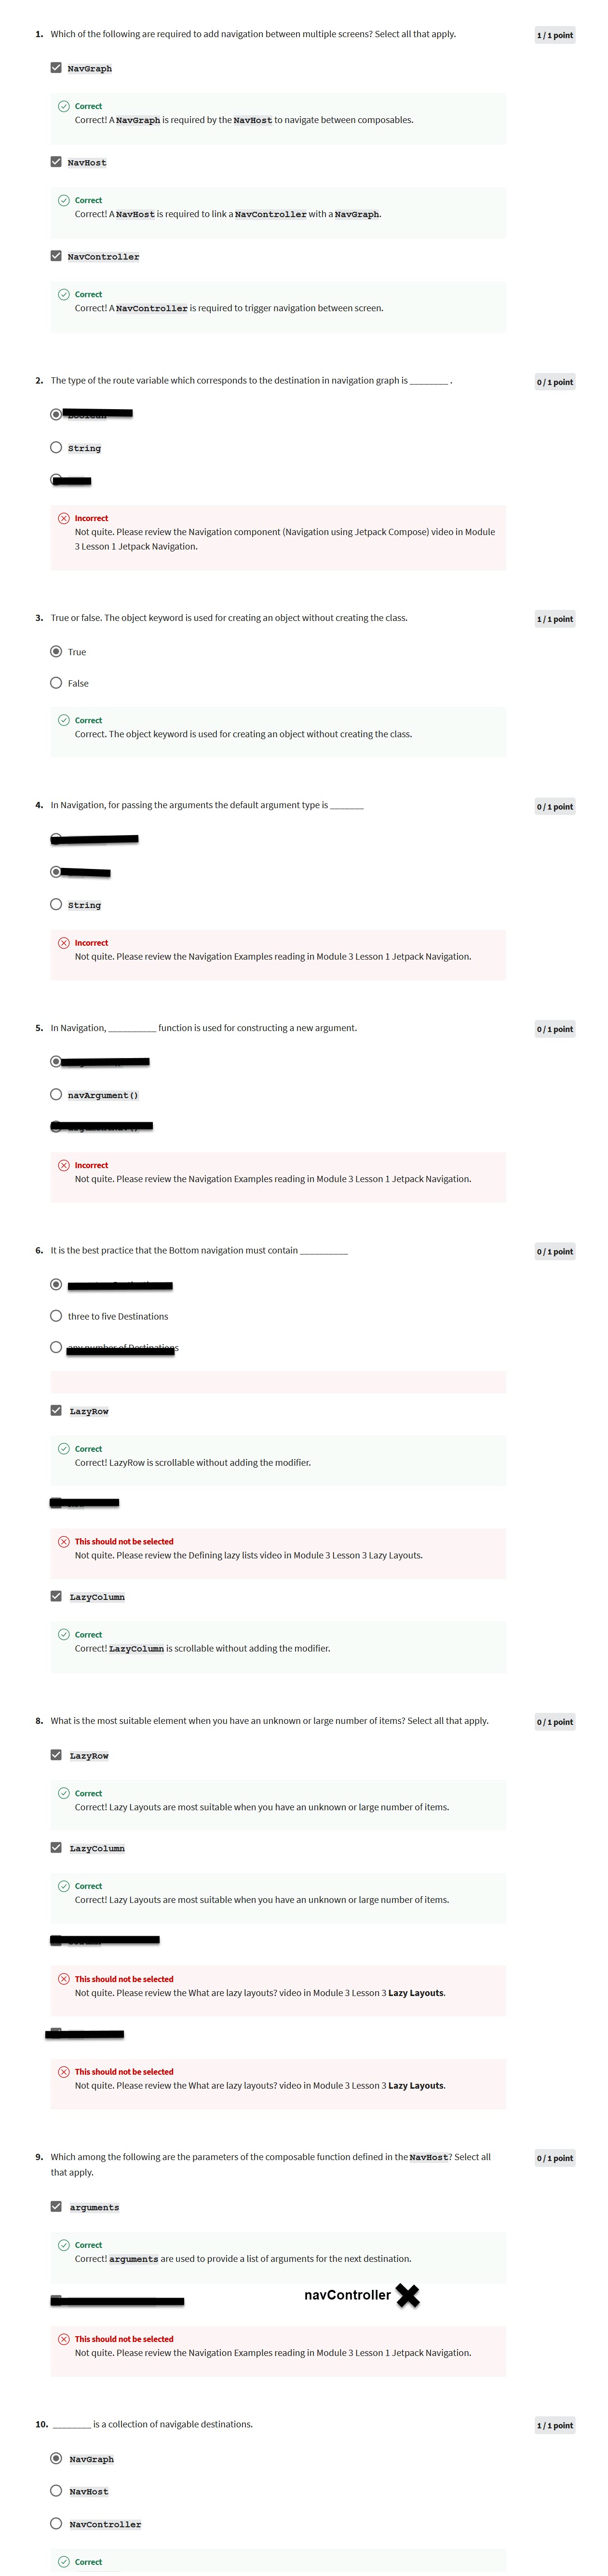 1. Which of the following are required to add navigation between multiple screens? Select all that apply.
1 / 1 point
NavGraph
Correct
Correct! A NavGraph is required by the NavHost to navigate between composables.
NavHost
Correct
Correct! A NavHost is required to link a NavController with a NavGraph.
NavController
Correct
Correct! A NavController is required to trigger navigation between screen.
2. The type of the route variable which corresponds to the destination in navigation graph is ________ .
0 / 1 point
String
Incorrect
Not quite. Please review the Navigation component (Navigation using Jetpack Compose) video in Module
3 Lesson 1 Jetpack Navigation.
3. True or false. The object keyword is used for creating an object without creating the class.
1 / 1 point
True
False
Correct
Correct. The object keyword is used for creating an object without creating the class.
4. In Navigation, for passing the arguments the default argument type is _______
0 / 1 point
String
Incorrect
Not quite. Please review the Navigation Examples reading in Module 3 Lesson 1 Jetpack Navigation.
5. In Navigation, __________ function is used for constructing a new argument.
0 / 1 point
navArgument()
Incorrect
Not quite. Please review the Navigation Examples reading in Module 3 Lesson 1 Jetpack Navigation.
6. It is the best practice that the Bottom navigation must contain __________
0 / 1 point
three to five Destinations
any number of Destinations
LazyRow
Correct
Correct! LazyRow is scrollable without adding the modifier.
This should not be selected
Not quite. Please review the Defining lazy lists video in Module 3 Lesson 3 Lazy Layouts.
LazyColumn
Correct
Correct! LazyColumn is scrollable without adding the modifier.
8. What is the most suitable element when you have an unknown or large number of items? Select all that apply.
0 / 1 point
LazyRow
Correct
Correct! Lazy Layouts are most suitable when you have an unknown or large number of items.
LazyColumn
Correct
Correct! Lazy Layouts are most suitable when you have an unknown or large number of items.
This should not be selected
Not quite. Please review the What are lazy layouts? video in Module 3 Lesson 3 Lazy Layouts.
This should not be selected
Not quite. Please review the What are lazy layouts? video in Module 3 Lesson 3 Lazy Layouts.
9. Which among the following are the parameters of the composable function defined in the NavHost? Select all
that apply.
0 / 1 point
arguments
Correct
Correct! arguments are used to provide a list of arguments for the next destination.
navController
This should not be selected
Not quite. Please review the Navigation Examples reading in Module 3 Lesson 1 Jetpack Navigation.
10. ________ is a collection of navigable destinations.
1 / 1 point
NavGraph
NavHost
NavController
Correct